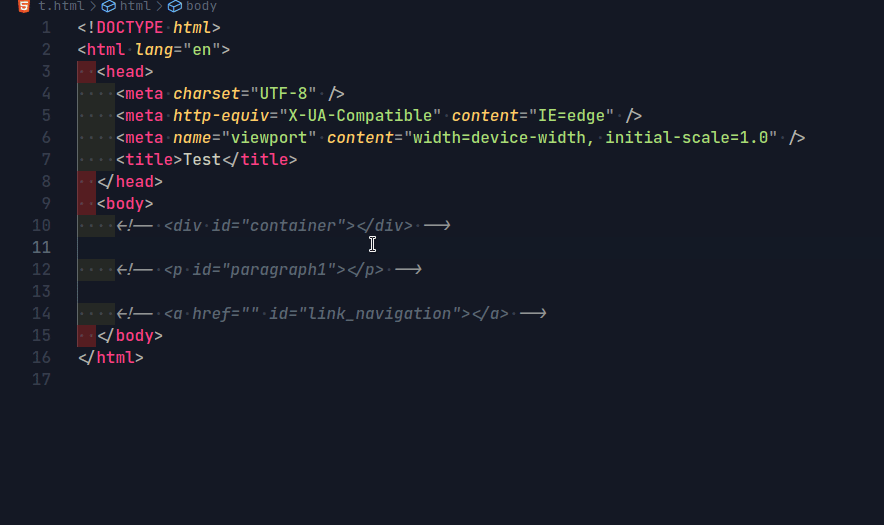 t.html > html > body
1 <!DOCTYPE html>
2 <html lang="en">
3 <head>
4 <meta charset="UTF-8" />
5 <meta http-equiv="X-UA-Compatible" content="IE=edge" />
6 <meta name="viewport" content="width=device-width, initial-scale=1.0" />
7 <title>Test</title>
8 </head>
9 <body>
10 <!-- <div id="container"></div> -->
11
12 <!-- <p id="paragraph1"></p> -->
13
14 <!-- <a href="" id="link_navigation"></a> -->
15 </body>
16 </html>
17